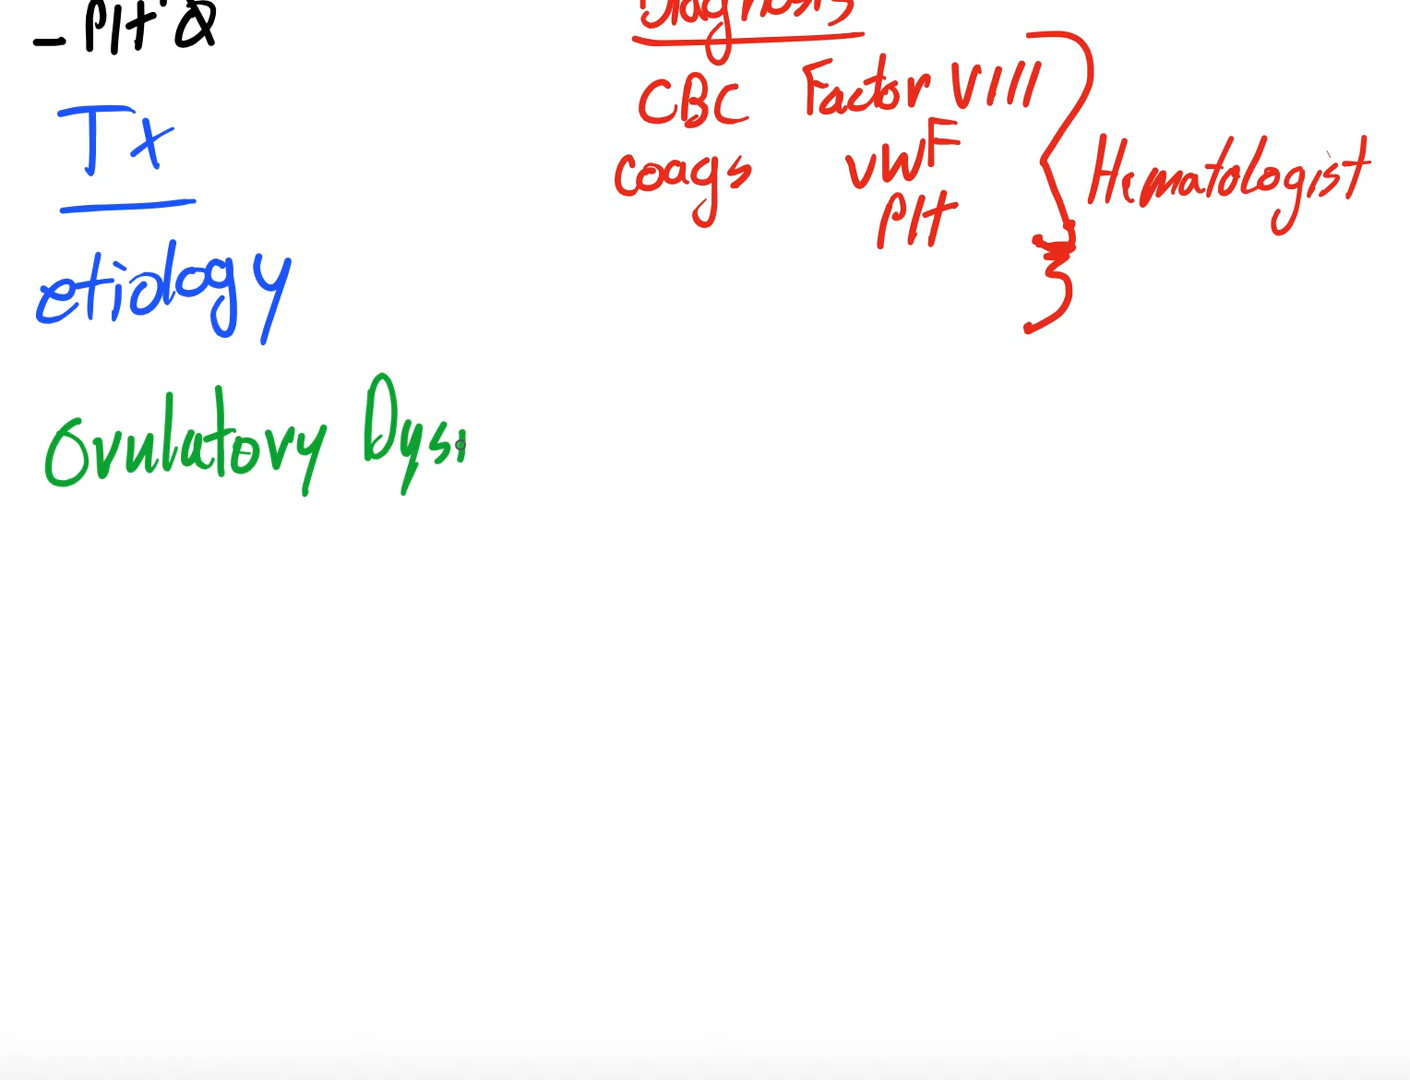 - Plt
Tx
etiology
Ovulatory Dys
Diagnosis
CBC Factor VIII
coags vWF
Plt
Hematologist